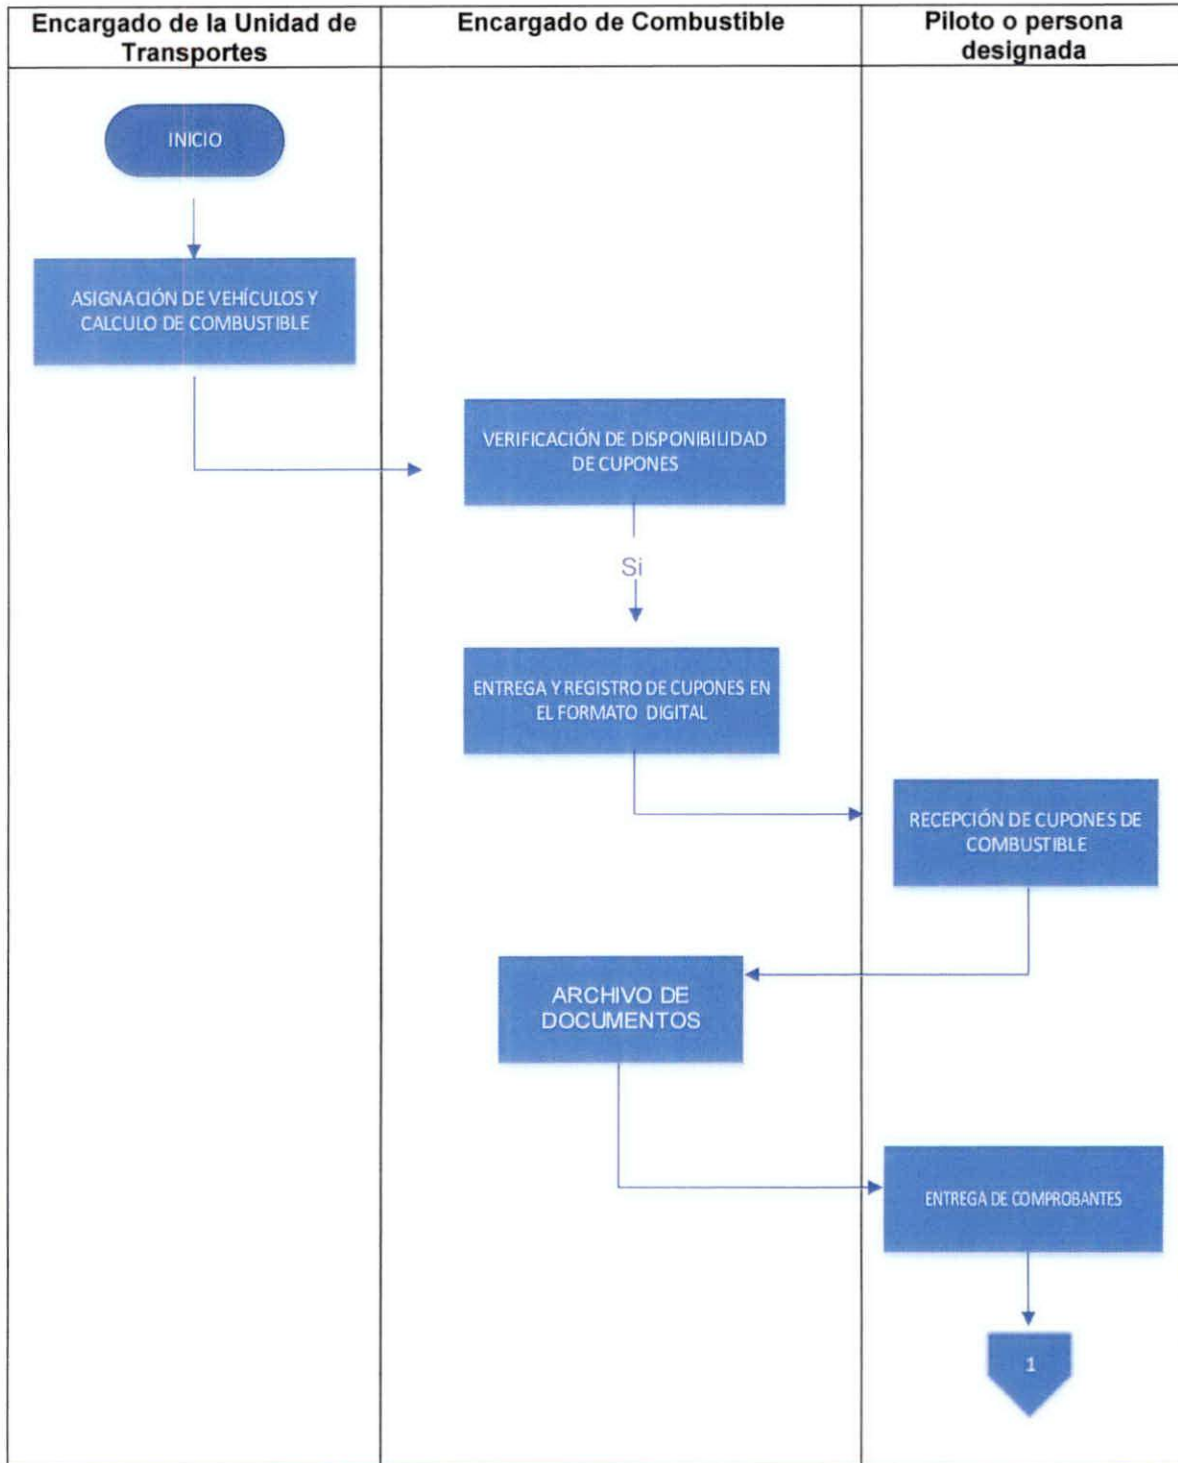 Encargado de la Unidad de
Transportes
Encargado de Combustible
Piloto o persona
designada
INICIO
ASIGNACIÓN DE VEHÍCULOS Y
CALCULO DE COMBUSTIBLE
VERIFICACIÓN DE DISPONIBILIDAD
DE CUPONES
Si
ENTREGA Y REGISTRO DE CUPONES EN
EL FORMATO DIGITAL
RECEPCIÓN DE CUPONES DE
COMBUSTIBLE
ARCHIVO DE
DOCUMENTOS
ENTREGA DE COMPROBANTES
1